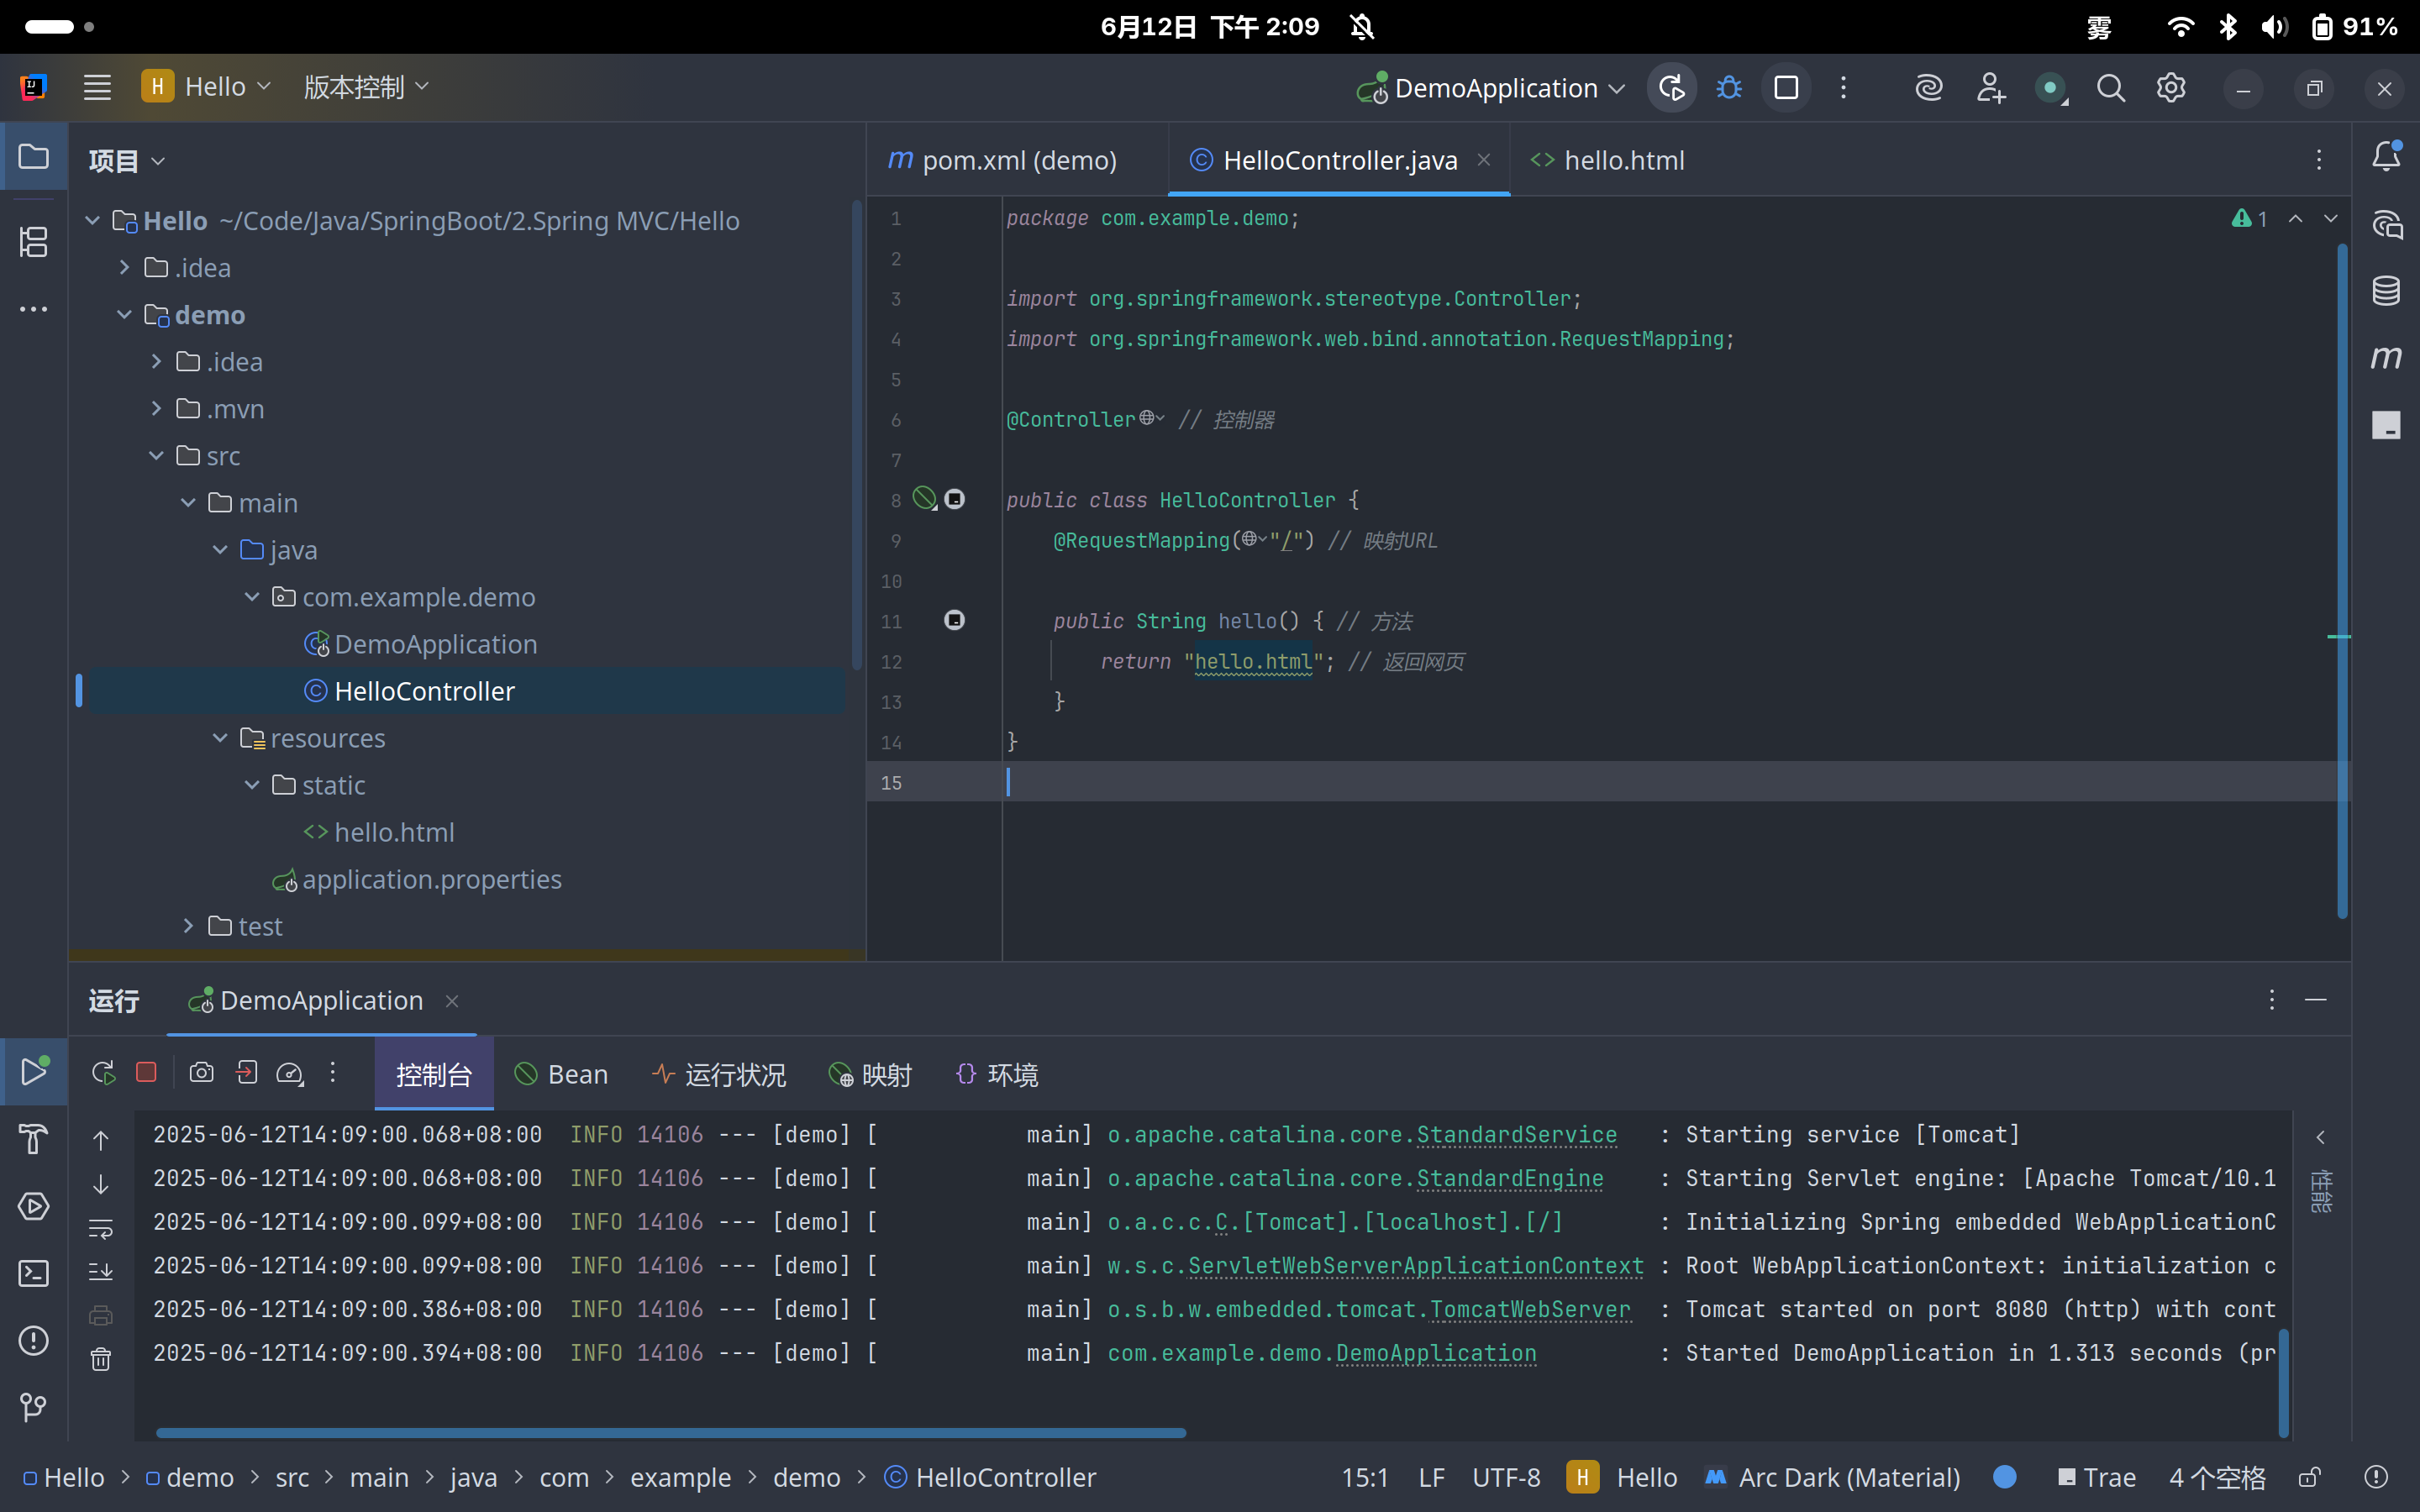 6月12日 下午 2:09
雾
91%
H Hello
版本控制
DemoApplication
项目
Hello ~/Code/Java/SpringBoot/2.Spring MVC/Hello
.idea
demo
.idea
.mvn
src
main
java
com.example.demo
DemoApplication
HelloController
resources
static
hello.html
application.properties
test
m pom.xml (demo)
HelloController.java
hello.html
1
1 package com.example.demo;
2
3 import org.springframework.stereotype.Controller;
4 import org.springframework.web.bind.annotation.RequestMapping;
5
6 @Controller // 控制器
7
8 public class HelloController {
9 @RequestMapping("/") // 映射URL
10
11 public String hello() { // 方法
12 return "hello.html"; // 返回网页
13 }
14 }
15
运行
DemoApplication
控制台
Bean
运行状况
映射
环境
2025-06-12T14:09:00.068+08:00 INFO 14106 --- [demo] [ main] o.apache.catalina.core.StandardService : Starting service [Tomcat]
2025-06-12T14:09:00.068+08:00 INFO 14106 --- [demo] [ main] o.apache.catalina.core.StandardEngine : Starting Servlet engine: [Apache Tomcat/10.1
2025-06-12T14:09:00.099+08:00 INFO 14106 --- [demo] [ main] o.a.c.c.C.[Tomcat].[localhost].[/] : Initializing Spring embedded WebApplicationC
2025-06-12T14:09:00.099+08:00 INFO 14106 --- [demo] [ main] w.s.c.ServletWebServerApplicationContext : Root WebApplicationContext: initialization c
2025-06-12T14:09:00.386+08:00 INFO 14106 --- [demo] [ main] o.s.b.w.embedded.tomcat.TomcatWebServer : Tomcat started on port 8080 (http) with cont
2025-06-12T14:09:00.394+08:00 INFO 14106 --- [demo] [ main] com.example.demo.DemoApplication : Started DemoApplication in 1.313 seconds (pr
性能
Hello > demo > src > main > java > com > example > demo > HelloController
15:1
LF
UTF-8
H Hello
Arc Dark (Material)
Trae
4 个空格